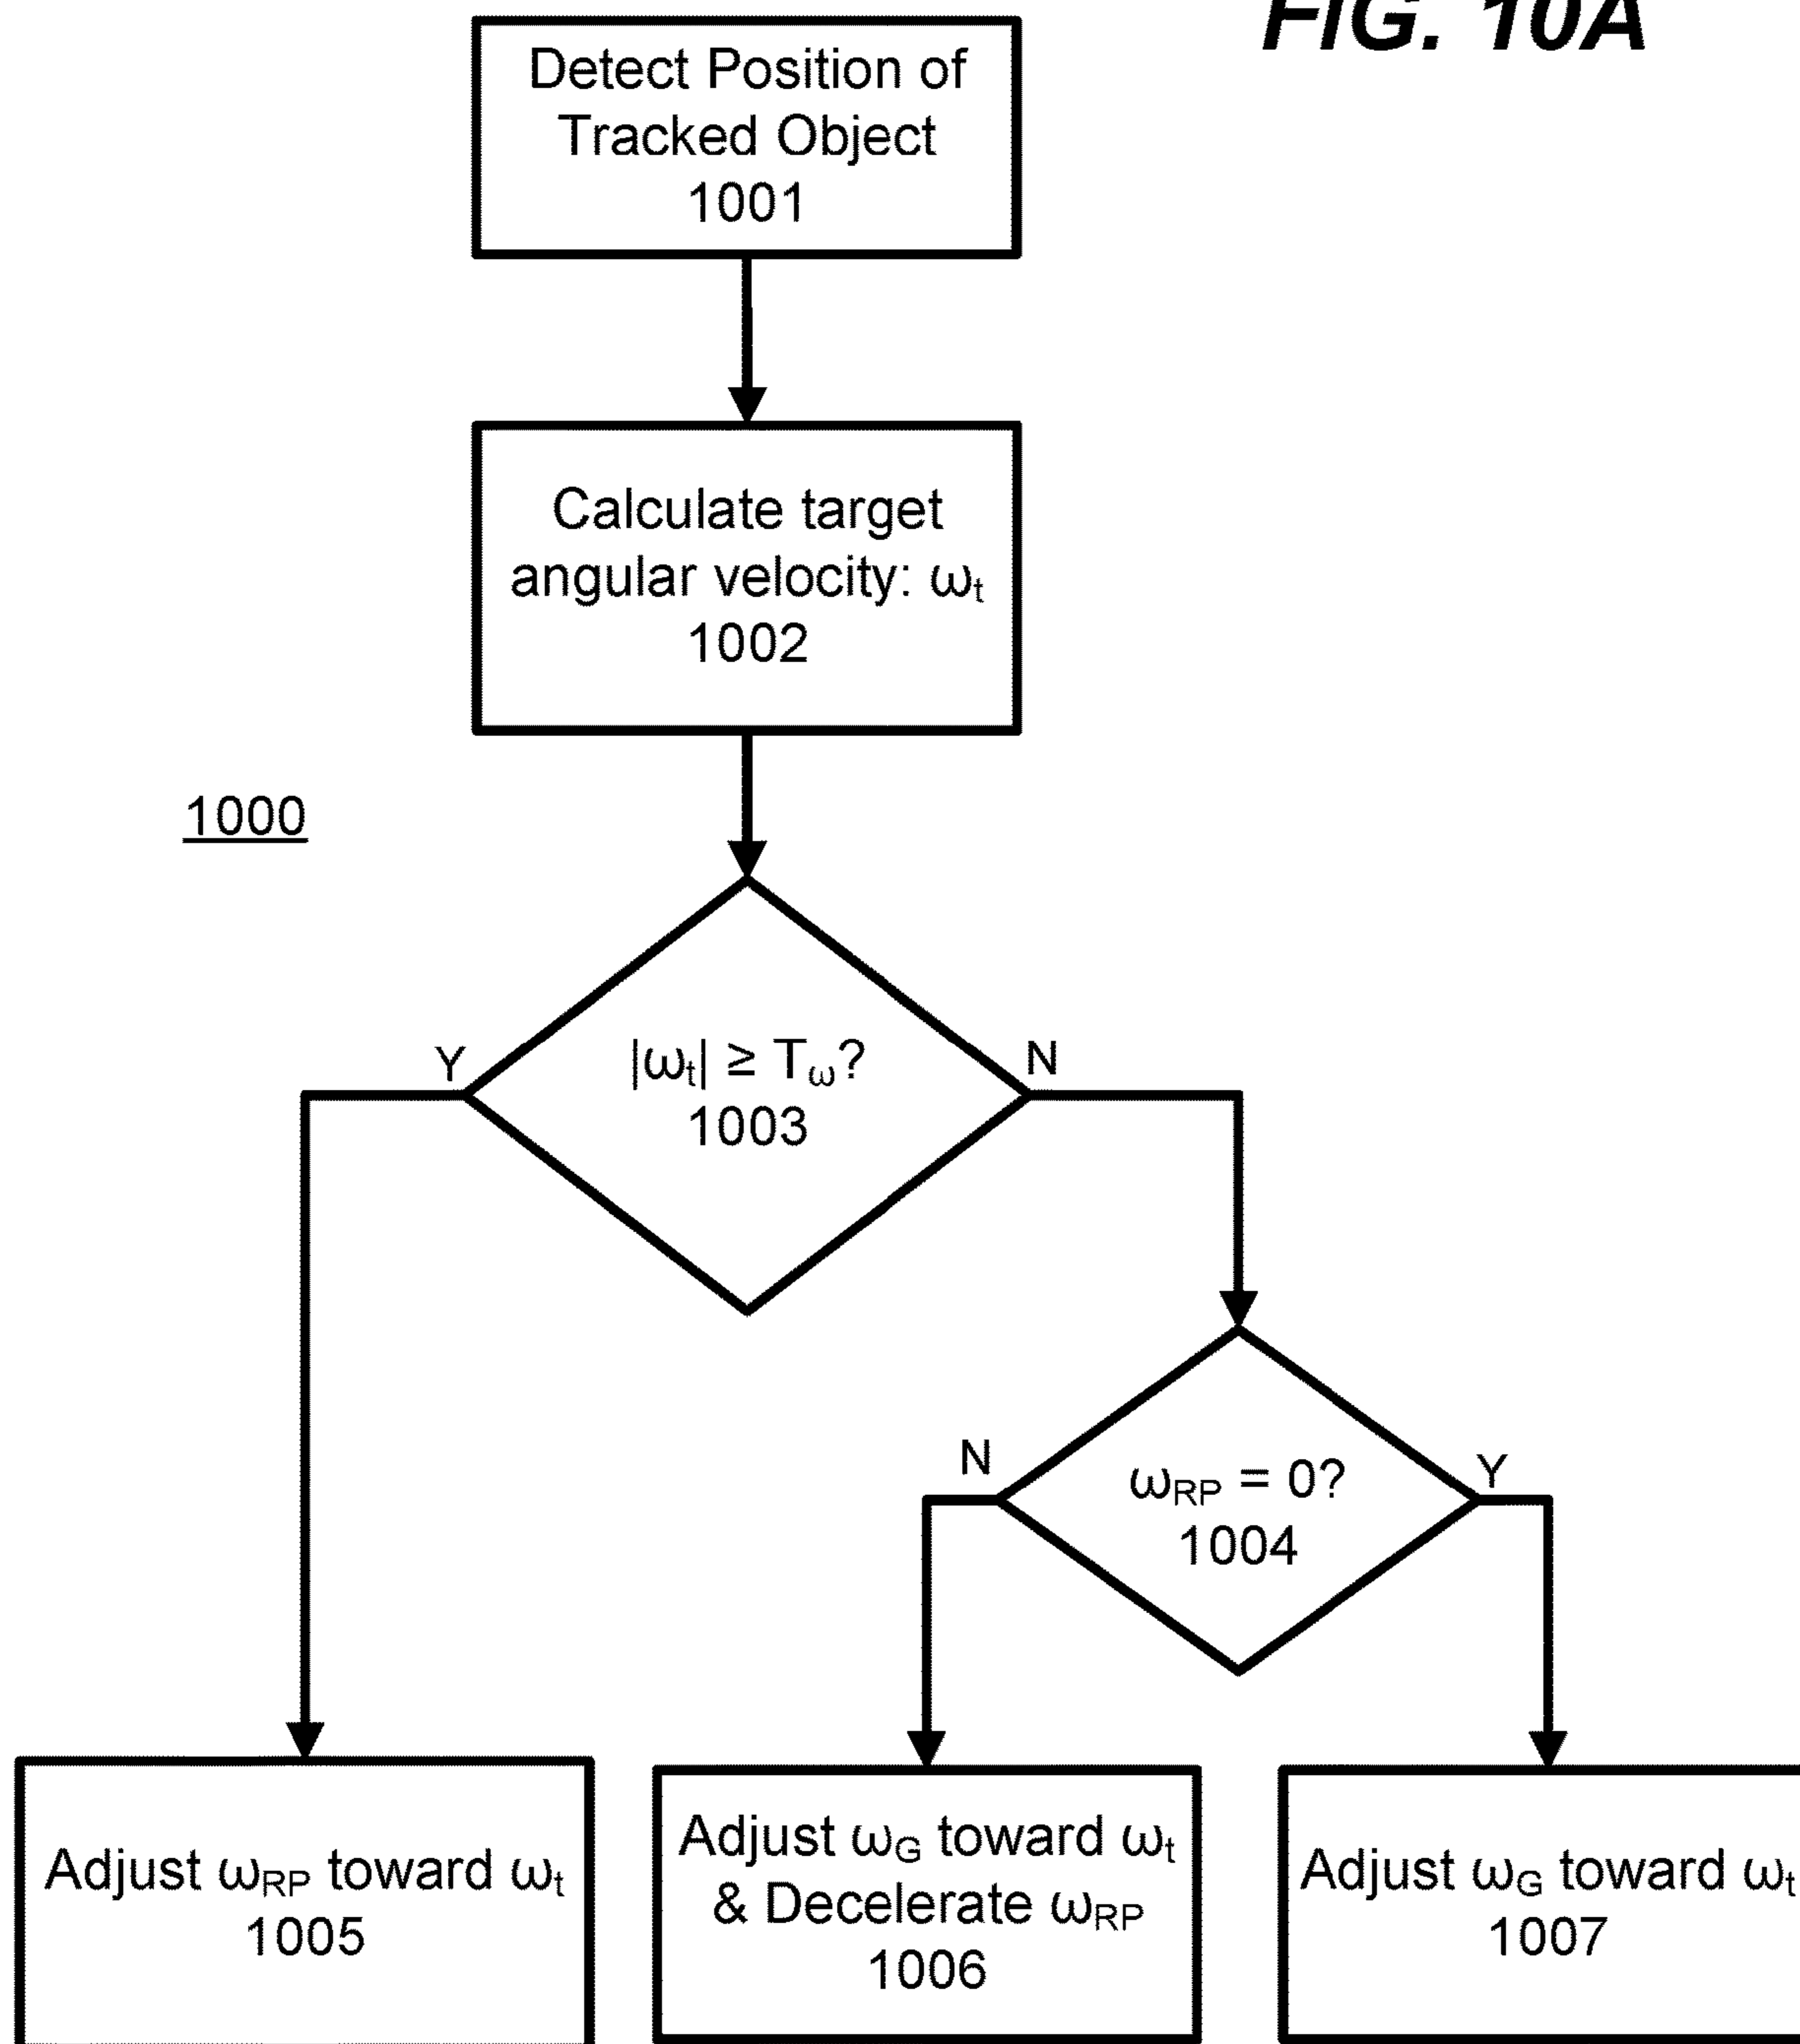 FIG. 10A
Detect Position of
Tracked Object
1001
Calculate target
angular velocity: ωt
1002
1000
|ωt| ≥ Tω?
1003
Y
N
ωRP = 0?
1004
N
Y
Adjust ωRP toward ωt
1005
Adjust ωG toward ωt
& Decelerate ωRP
1006
Adjust ωG toward ωt
1007